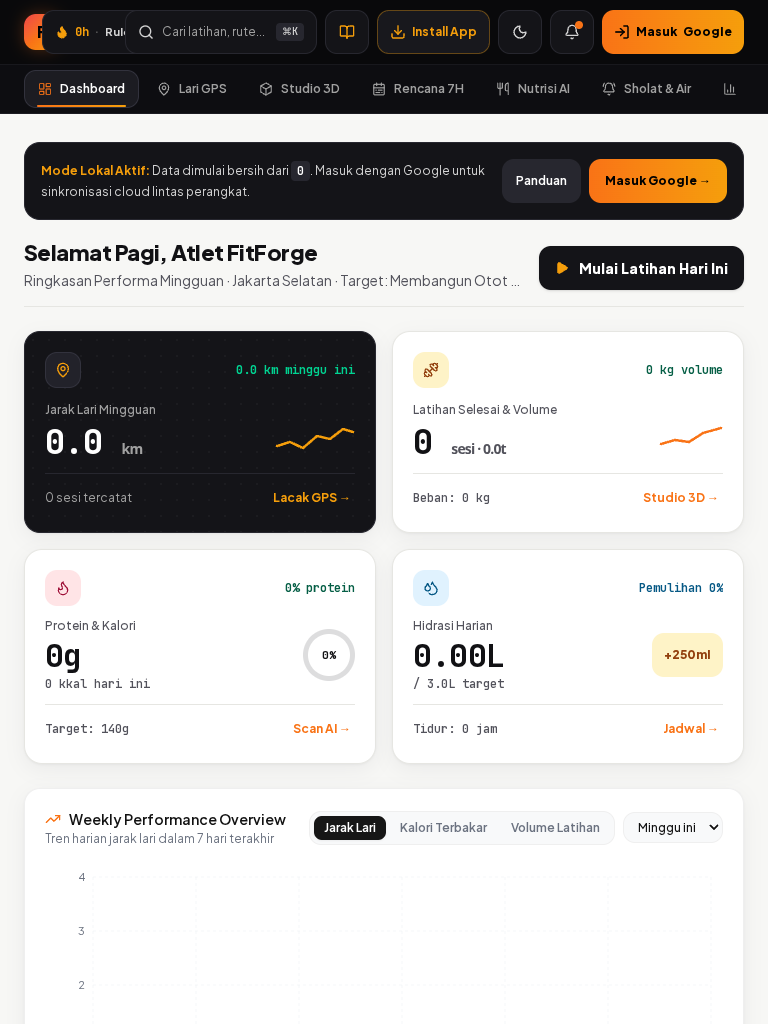 F
0h ·
Cari latihan, rute...
⌘K
Install App
Masuk Google
Dashboard
Lari GPS
Studio 3D
Rencana 7H
Nutrisi AI
Sholat & Air
Mode Lokal Aktif: Data dimulai bersih dari 0. Masuk dengan Google untuk
sinkronisasi cloud lintas perangkat.
Panduan
Masuk Google →
Selamat Pagi, Atlet FitForge
Ringkasan Performa Mingguan · Jakarta Selatan · Target: Membangun Otot ...
Mulai Latihan Hari Ini
0.0 km minggu ini
Jarak Lari Mingguan
0.0 km
0 sesi tercatat
Lacak GPS →
0 kg volume
Latihan Selesai & Volume
0 sesi · 0.0t
Beban: 0 kg
Studio 3D →
0% protein
Protein & Kalori
0g
0 kkal hari ini
0%
Target: 140g
Scan AI →
Pemulihan 0%
Hidrasi Harian
0.00L
/ 3.0L target
+250ml
Tidur: 0 jam
Jadwal →
Weekly Performance Overview
Tren harian jarak lari dalam 7 hari terakhir
Jarak Lari
Kalori Terbakar
Volume Latihan
Minggu ini
4
3
2